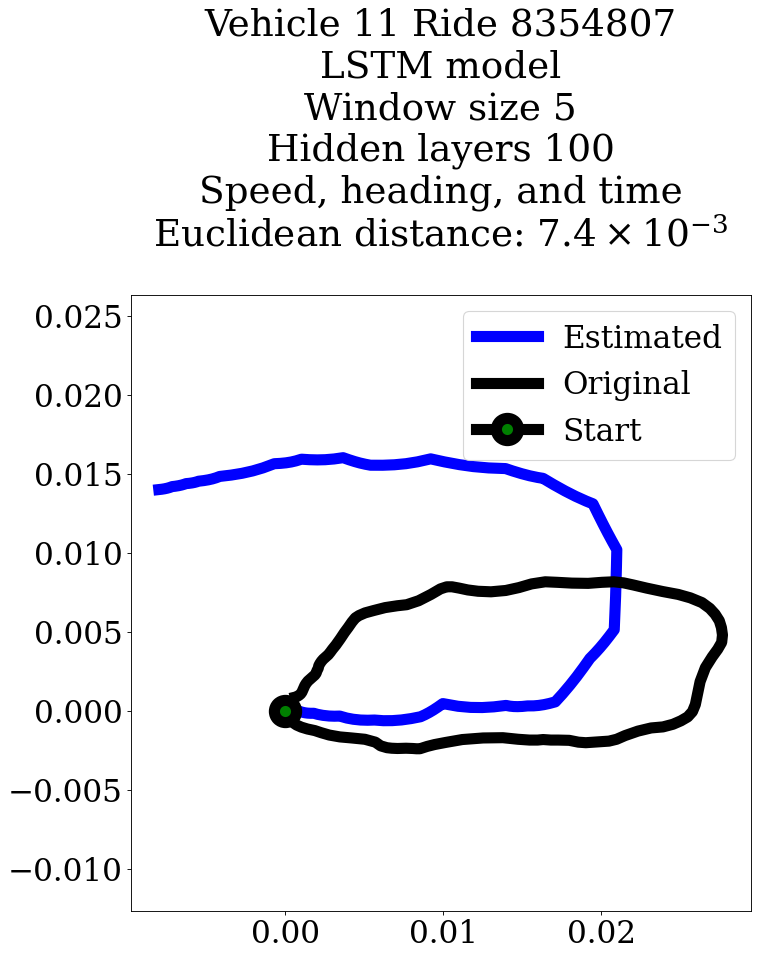 Vehicle 11 Ride 8354807
LSTM model
Window size 5
Hidden layers 100
Speed, heading, and time
Euclidean distance: 7.4 × 10⁻³
0.025
Estimated
0.020
Original
Start
0.015
0.010
0.005
0.000
−0.005
−0.010
0.00 0.01 0.02